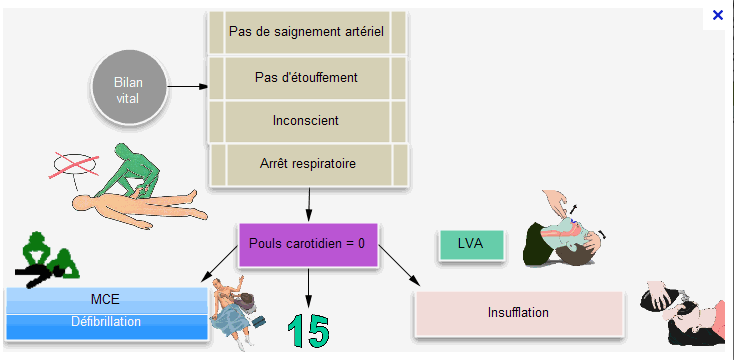 Bilan
vital
Pas de saignement artériel
Pas d'étouffement
Inconscient
Arrêt respiratoire
Pouls carotidien = 0
LVA
MCE
Défibrillation
15
Insufflation